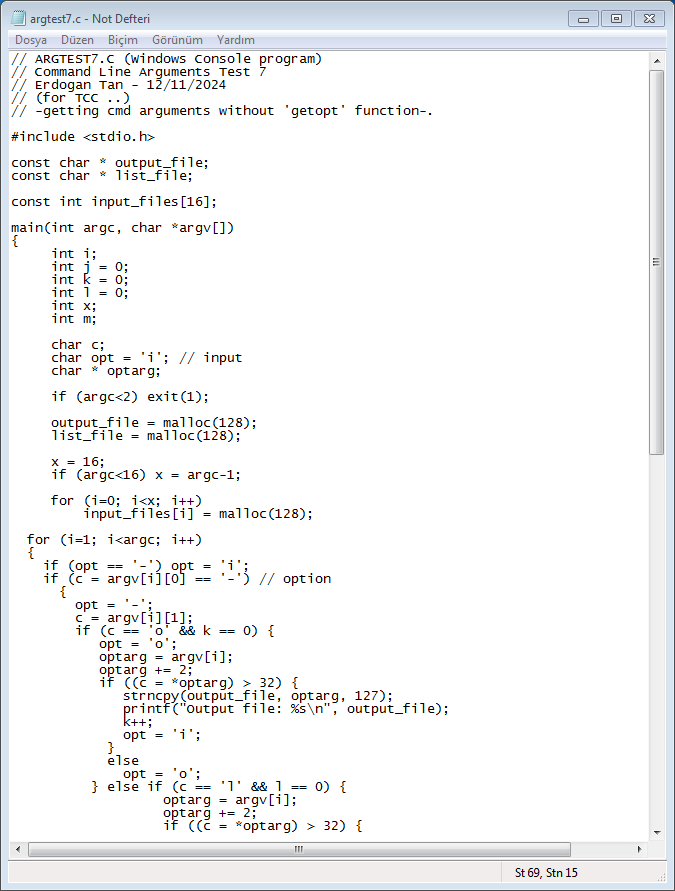 argtest7.c - Not Defteri
Dosya Düzen Biçim Görünüm Yardım
// ARGTEST7.C (Windows Console program)
// Command Line Arguments Test 7
// Erdogan Tan - 12/11/2024
// (for TCC ..)
// -getting cmd arguments without 'getopt' function-.

#include <stdio.h>

const char * output_file;
const char * list_file;

const int input_files[16];

main(int argc, char *argv[])
{
     int i;
     int j = 0;
     int k = 0;
     int l = 0;
     int x;
     int m;

     char c;
     char opt = 'i'; // input
     char * optarg;

     if (argc<2) exit(1);

     output_file = malloc(128);
     list_file = malloc(128);

     x = 16;
     if (argc<16) x = argc-1;

     for (i=0; i<x; i++)
         input_files[i] = malloc(128);

  for (i=1; i<argc; i++)
  {
    if (opt == '-') opt = 'i';
    if (c = argv[i][0] == '-') // option
      {
        opt = '-';
        c = argv[i][1];
        if (c == 'o' && k == 0) {
           opt = 'o';
           optarg = argv[i];
           optarg += 2;
           if ((c = *optarg) > 32) {
              strncpy(output_file, optarg, 127);
              printf("Output file: %s\n", output_file);
              k++;
              opt = 'i';
            }
            else
              opt = 'o';
          } else if (c == 'l' && l == 0) {
                   optarg = argv[i];
                   optarg += 2;
                   if ((c = *optarg) > 32) {
St 69, Stn 15